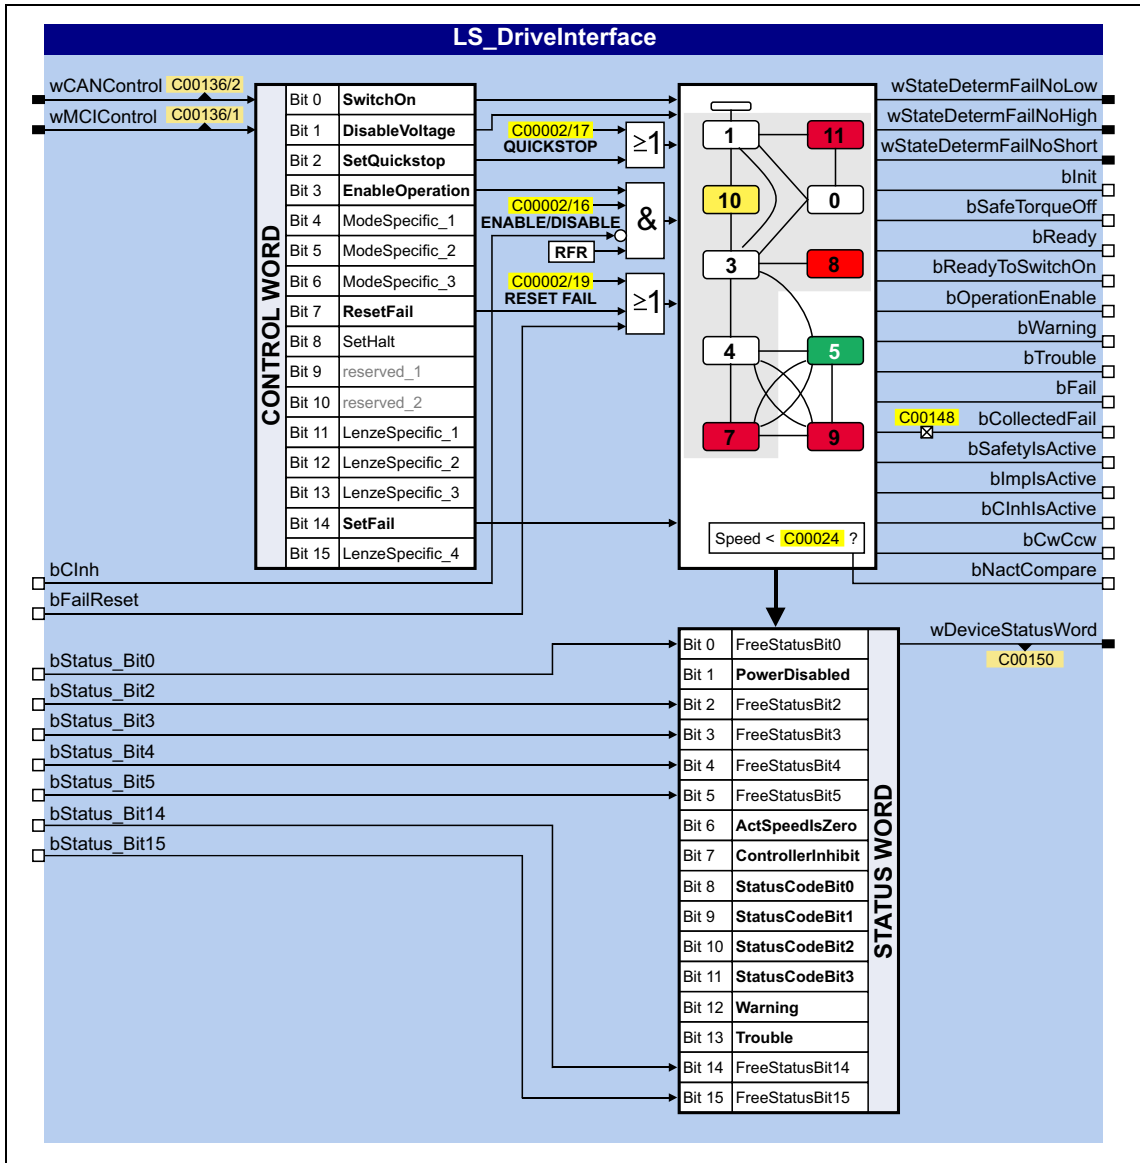 LS_DriveInterface
wCANControl C00136/2
wMCIControl C00136/1
CONTROL WORD
Bit 0 SwitchOn
Bit 1 DisableVoltage
Bit 2 SetQuickstop
Bit 3 EnableOperation
Bit 4 ModeSpecific_1
Bit 5 ModeSpecific_2
Bit 6 ModeSpecific_3
Bit 7 ResetFail
Bit 8 SetHalt
Bit 9 reserved_1
Bit 10 reserved_2
Bit 11 LenzeSpecific_1
Bit 12 LenzeSpecific_2
Bit 13 LenzeSpecific_3
Bit 14 SetFail
Bit 15 LenzeSpecific_4
bCInh
bFailReset
C00002/17
QUICKSTOP
≥1
C00002/16
ENABLE/DISABLE
RFR
&
C00002/19
RESET FAIL
≥1
1
11
10
0
3
8
4
5
7
9
Speed < C00024 ?
wStateDetermFailNoLow
wStateDetermFailNoHigh
wStateDetermFailNoShort
bInit
bSafeTorqueOff
bReady
bReadyToSwitchOn
bOperationEnable
bWarning
bTrouble
bFail
C00148 bCollectedFail
bSafetyIsActive
bImpIsActive
bCInhIsActive
bCwCcw
bNactCompare
bStatus_Bit0
bStatus_Bit2
bStatus_Bit3
bStatus_Bit4
bStatus_Bit5
bStatus_Bit14
bStatus_Bit15
Bit 0 FreeStatusBit0
Bit 1 PowerDisabled
Bit 2 FreeStatusBit2
Bit 3 FreeStatusBit3
Bit 4 FreeStatusBit4
Bit 5 FreeStatusBit5
Bit 6 ActSpeedIsZero
Bit 7 ControllerInhibit
Bit 8 StatusCodeBit0
Bit 9 StatusCodeBit1
Bit 10 StatusCodeBit2
Bit 11 StatusCodeBit3
Bit 12 Warning
Bit 13 Trouble
Bit 14 FreeStatusBit14
Bit 15 FreeStatusBit15
STATUS WORD
wDeviceStatusWord
C00150